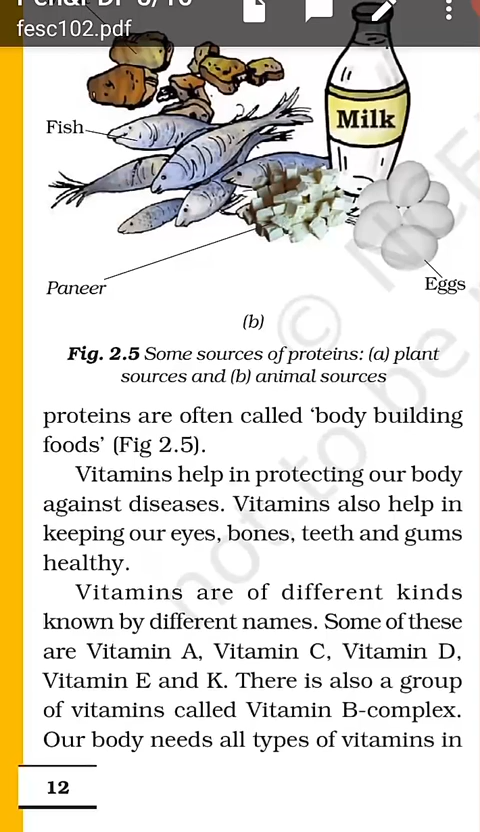 fesc102.pdf
Fish
Milk
Paneer
Eggs
(b)
Fig. 2.5 Some sources of proteins: (a) plant
sources and (b) animal sources
proteins are often called ‘body building
foods’ (Fig 2.5).
Vitamins help in protecting our body
against diseases. Vitamins also help in
keeping our eyes, bones, teeth and gums
healthy.
Vitamins are of different kinds
known by different names. Some of these
are Vitamin A, Vitamin C, Vitamin D,
Vitamin E and K. There is also a group
of vitamins called Vitamin B-complex.
Our body needs all types of vitamins in
12
not to be